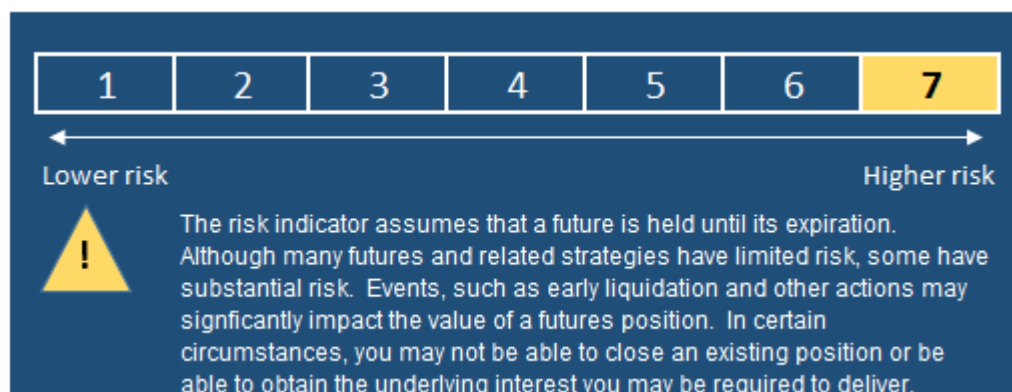 1 2 3 4 5 6 7
Lower risk Higher risk
!
The risk indicator assumes that a future is held until its expiration.
Although many futures and related strategies have limited risk, some have
substantial risk.  Events, such as early liquidation and other actions may
signficantly impact the value of a futures position.  In certain
circumstances, you may not be able to close an existing position or be
able to obtain the underlying interest you may be required to deliver.